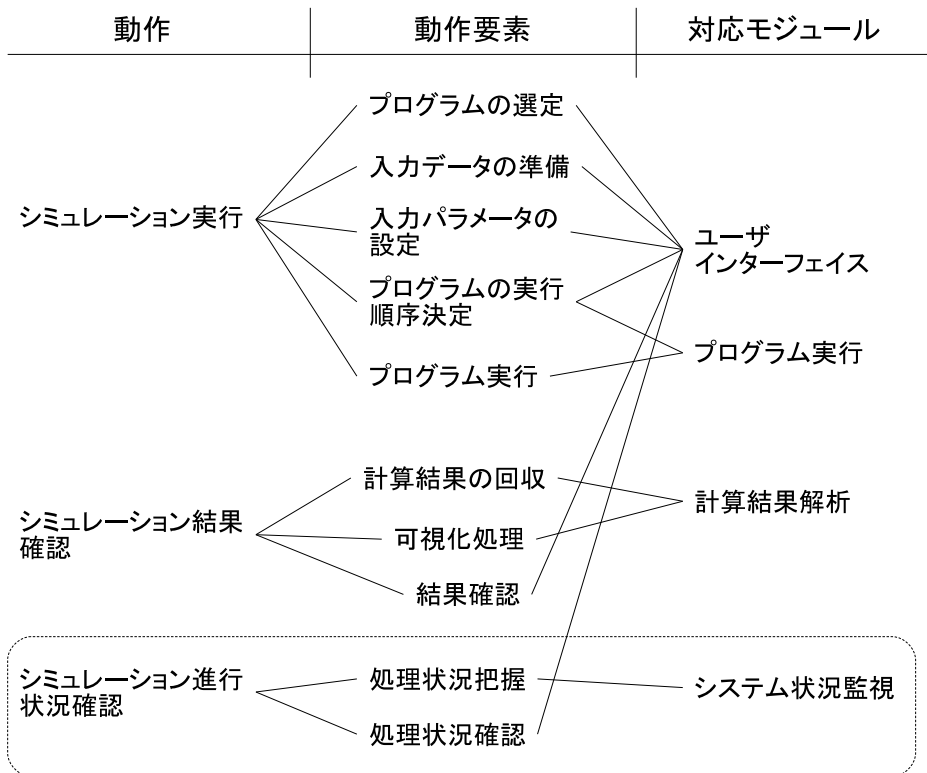 動作
動作要素
対応モジュール
シミュレーション実行
プログラムの選定
入力データの準備
入力パラメータの
設定
プログラムの実行
順序決定
プログラム実行
ユーザ
インターフェイス
プログラム実行
シミュレーション結果
確認
計算結果の回収
可視化処理
結果確認
計算結果解析
シミュレーション進行
状況確認
処理状況把握
処理状況確認
システム状況監視